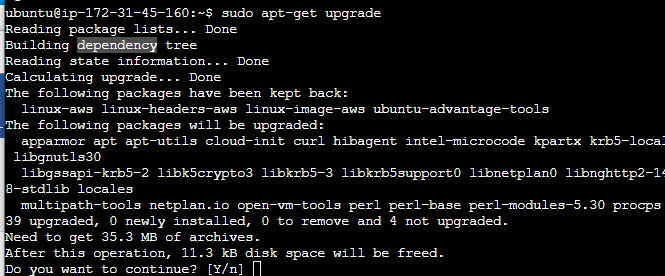 ubuntu@ip-172-31-45-160:~$ sudo apt-get upgrade
Reading package lists... Done
Building dependency tree
Reading state information... Done
Calculating upgrade... Done
The following packages have been kept back:
linux-aws linux-headers-aws linux-image-aws ubuntu-advantage-tools
The following packages will be upgraded:
apparmor apt apt-utils cloud-init curl hibagent intel-microcode kpartx krb5-local
libgnutls30
libgssapi-krb5-2 libk5crypto3 libkrb5-3 libkrb5support0 libnetplan0 libnghttp2-14
8-stdlib locales
multipath-tools netplan.io open-vm-tools perl perl-base perl-modules-5.30 procps
39 upgraded, 0 newly installed, 0 to remove and 4 not upgraded.
Need to get 35.3 MB of archives.
After this operation, 11.3 kB disk space will be freed.
Do you want to continue? [Y/n]